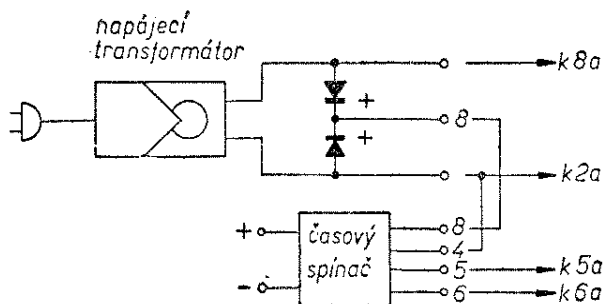 napájecí
transformátor
k8a
+
8
+
k2a
+
časový
spínač
8
4
5
k5a
-
6
k6a